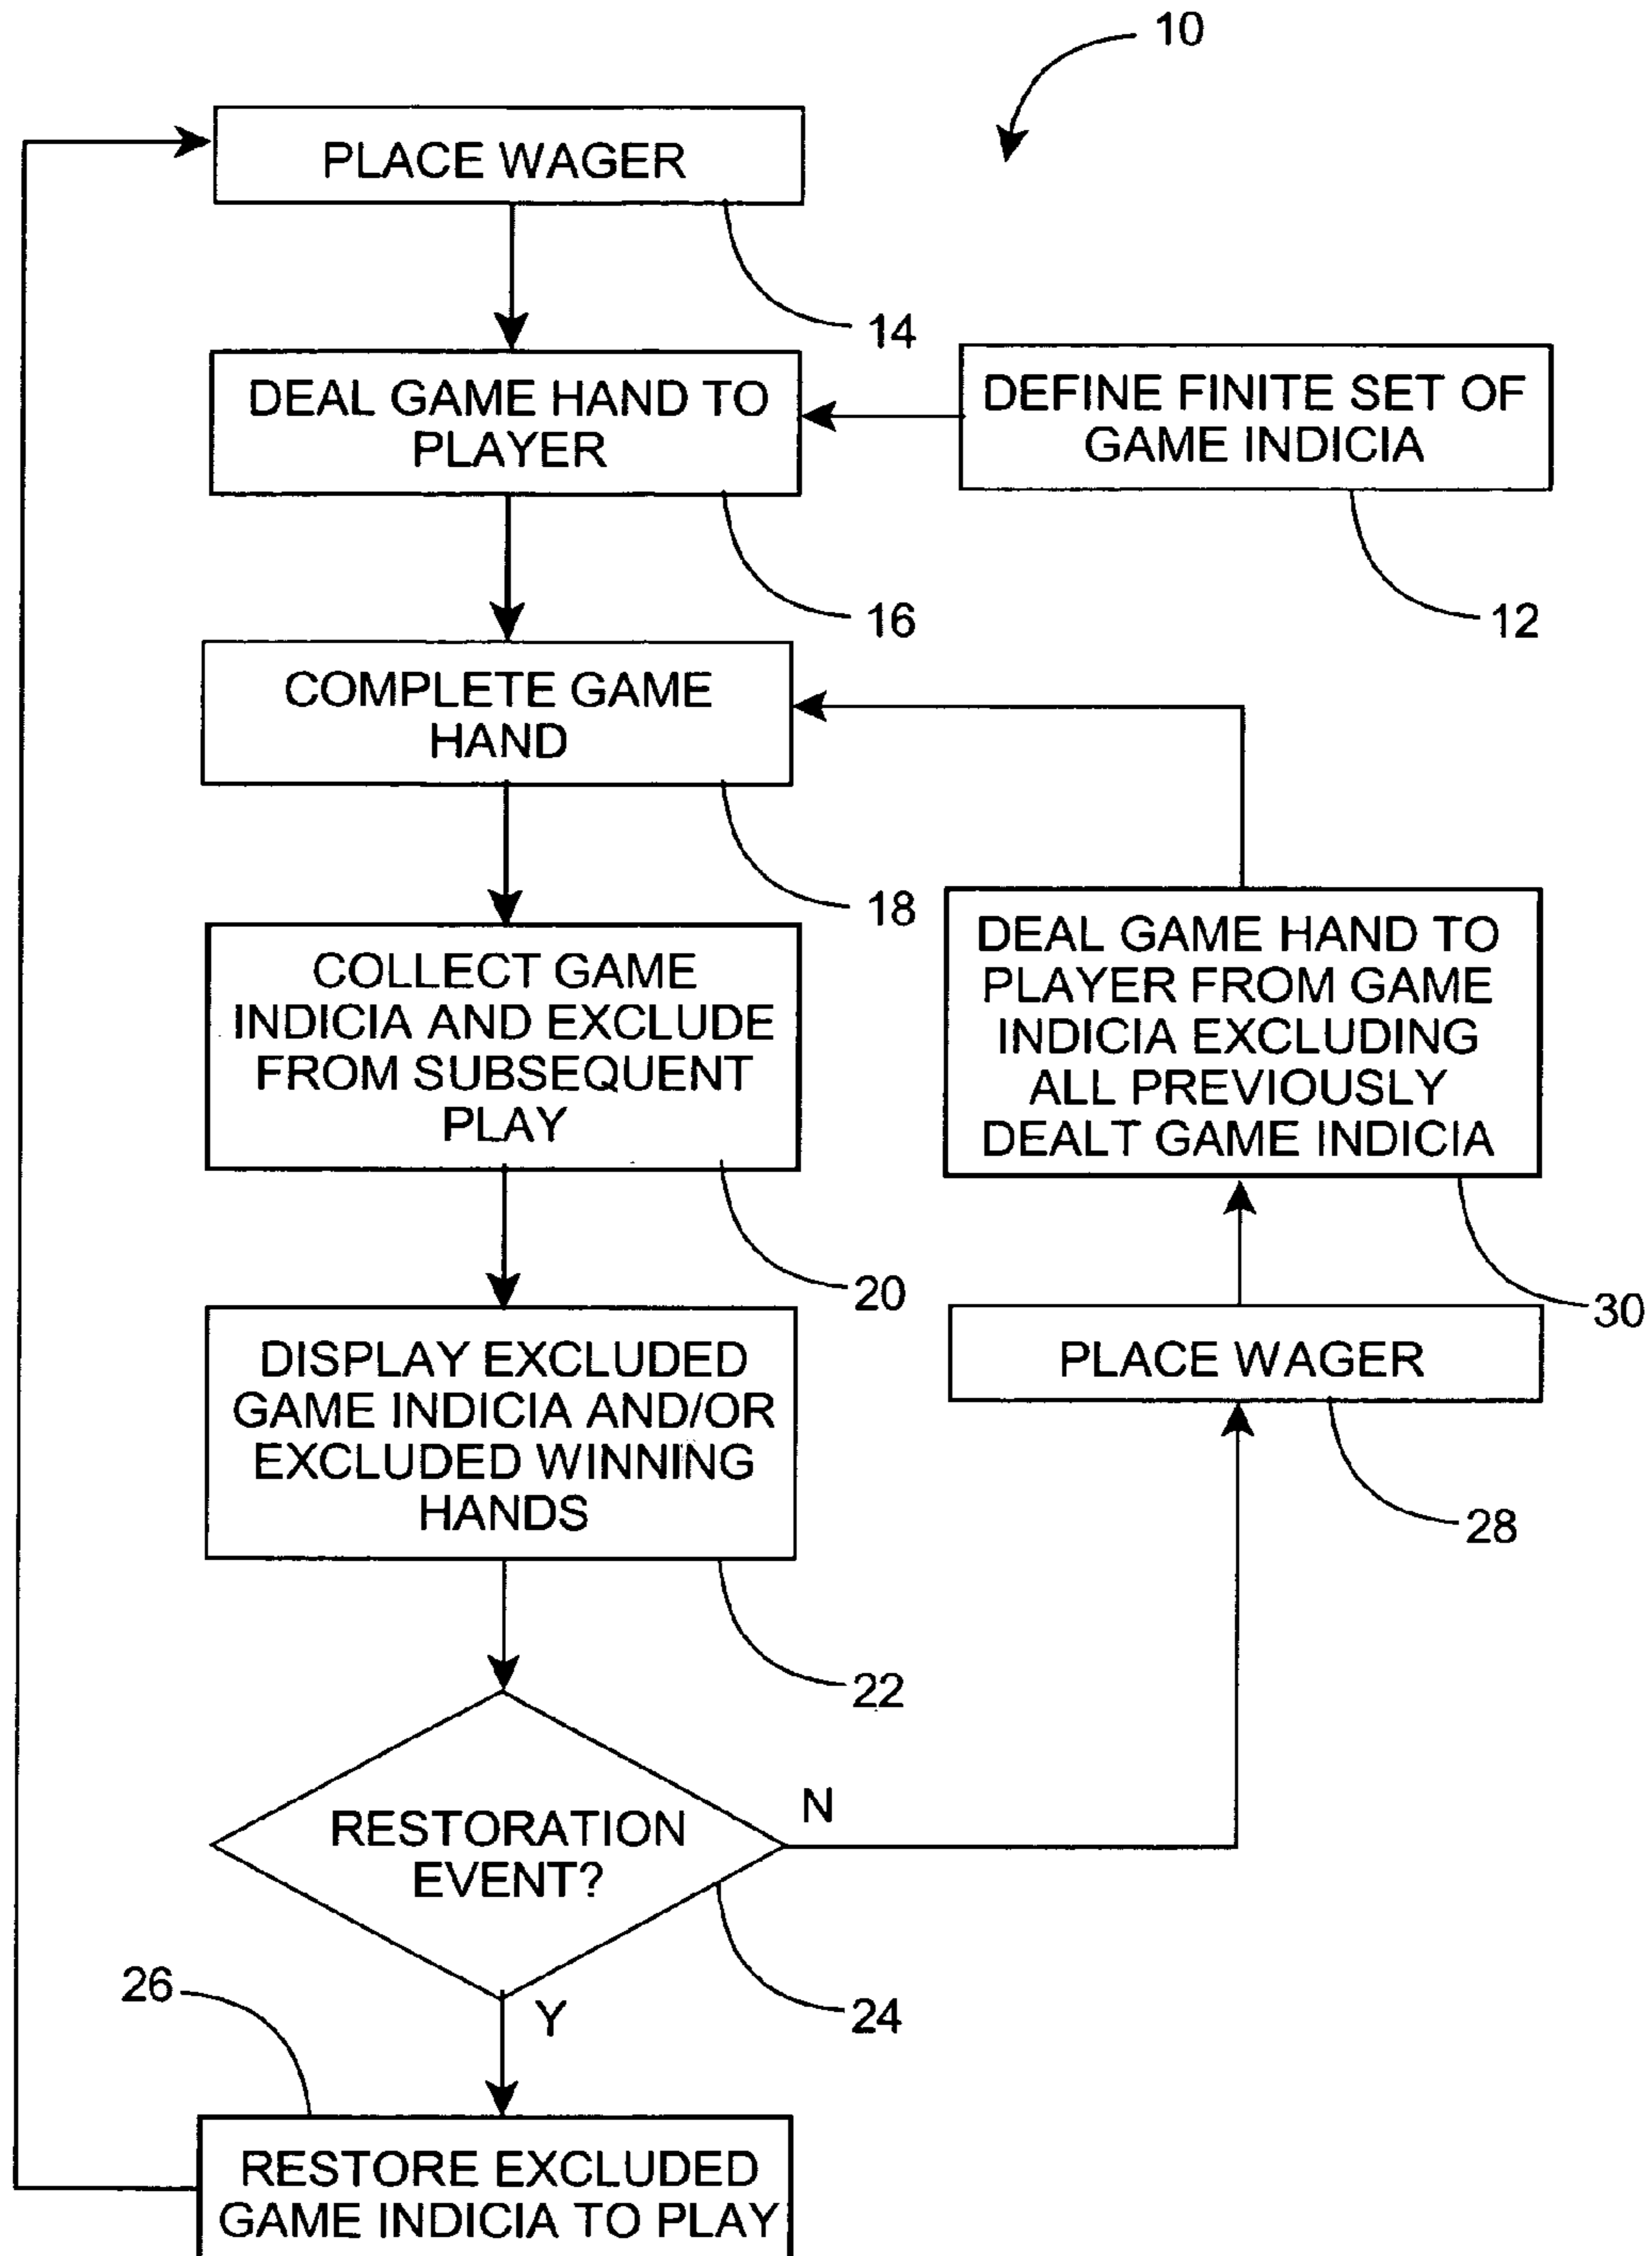 10
PLACE WAGER
14
DEAL GAME HAND TO
PLAYER
16
DEFINE FINITE SET OF
GAME INDICIA
12
COMPLETE GAME
HAND
18
COLLECT GAME
INDICIA AND EXCLUDE
FROM SUBSEQUENT
PLAY
20
DEAL GAME HAND TO
PLAYER FROM GAME
INDICIA EXCLUDING
ALL PREVIOUSLY
DEALT GAME INDICIA
30
DISPLAY EXCLUDED
GAME INDICIA AND/OR
EXCLUDED WINNING
HANDS
22
PLACE WAGER
28
RESTORATION
EVENT?
N
24
Y
26
RESTORE EXCLUDED
GAME INDICIA TO PLAY